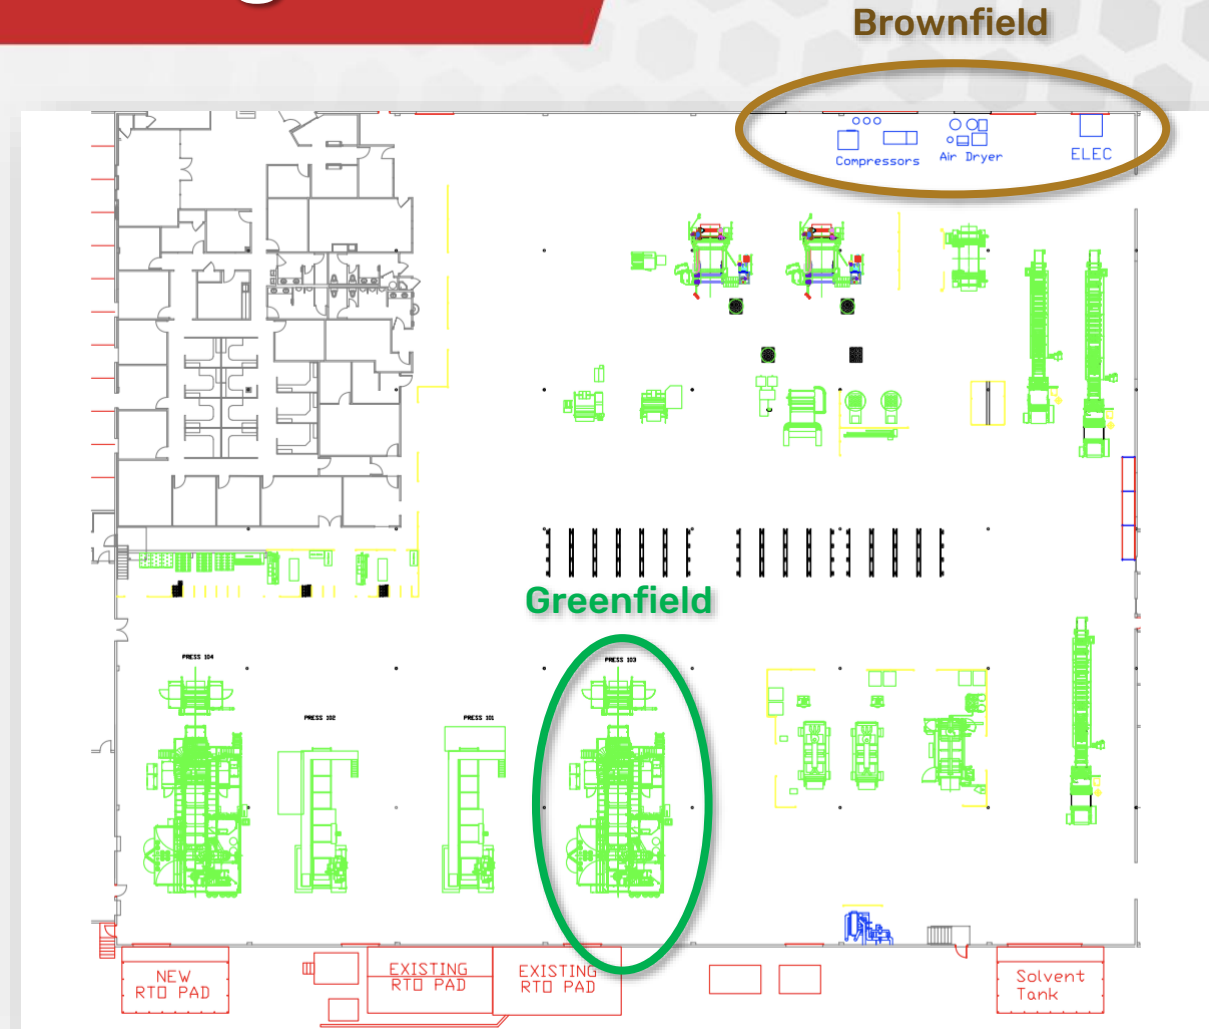 Brownfield
Compressors
Air Dryer
ELEC
Greenfield
PRESS 104
PRESS 103
PRESS 102
PRESS 101
NEW
RTO PAD
EXISTING
RTO PAD
EXISTING
RTO PAD
Solvent
Tank